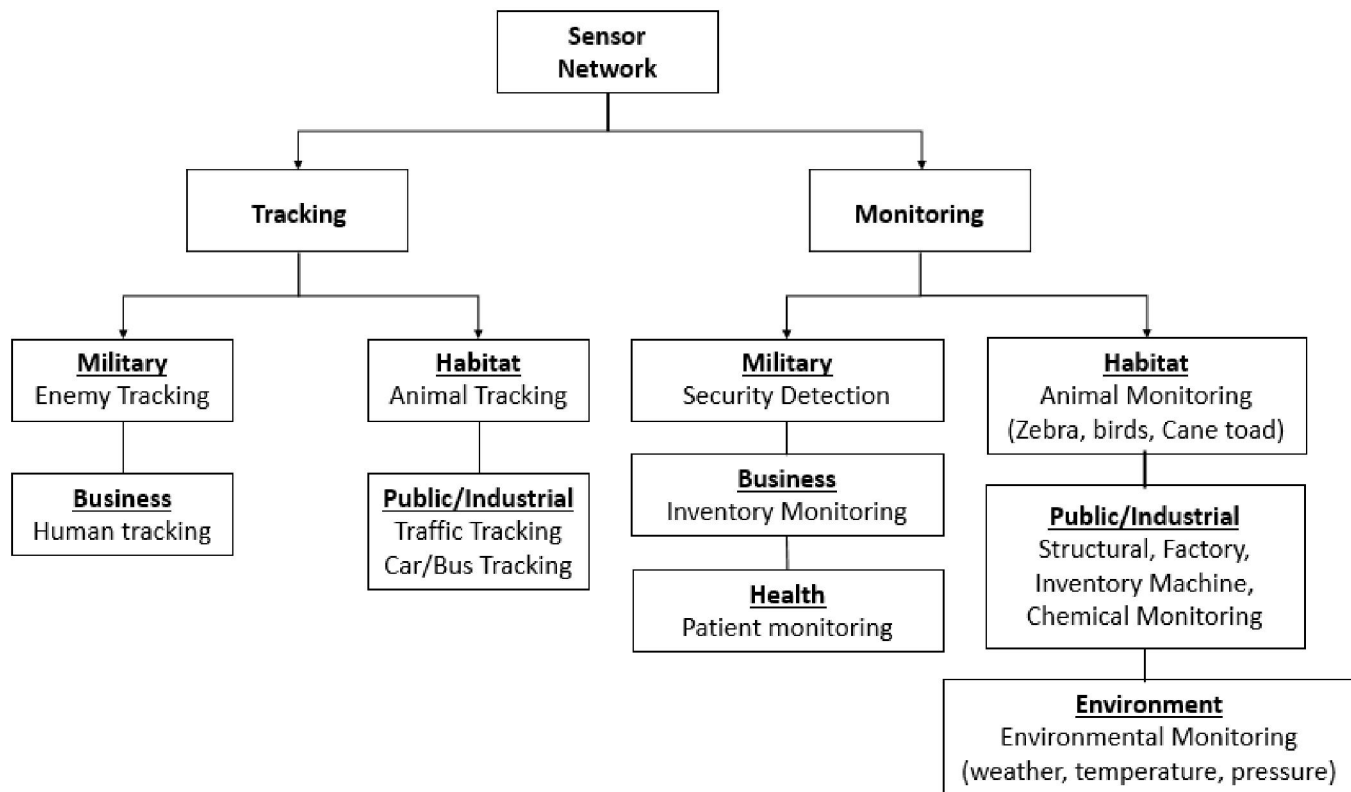 Sensor
Network
Tracking
Monitoring
Military
Enemy Tracking
Habitat
Animal Tracking
Military
Security Detection
Habitat
Animal Monitoring
(Zebra, birds, Cane toad)
Business
Human tracking
Public/Industrial
Traffic Tracking
Car/Bus Tracking
Business
Inventory Monitoring
Public/Industrial
Structural, Factory,
Inventory Machine,
Chemical Monitoring
Health
Patient monitoring
Environment
Environmental Monitoring
(weather, temperature, pressure)